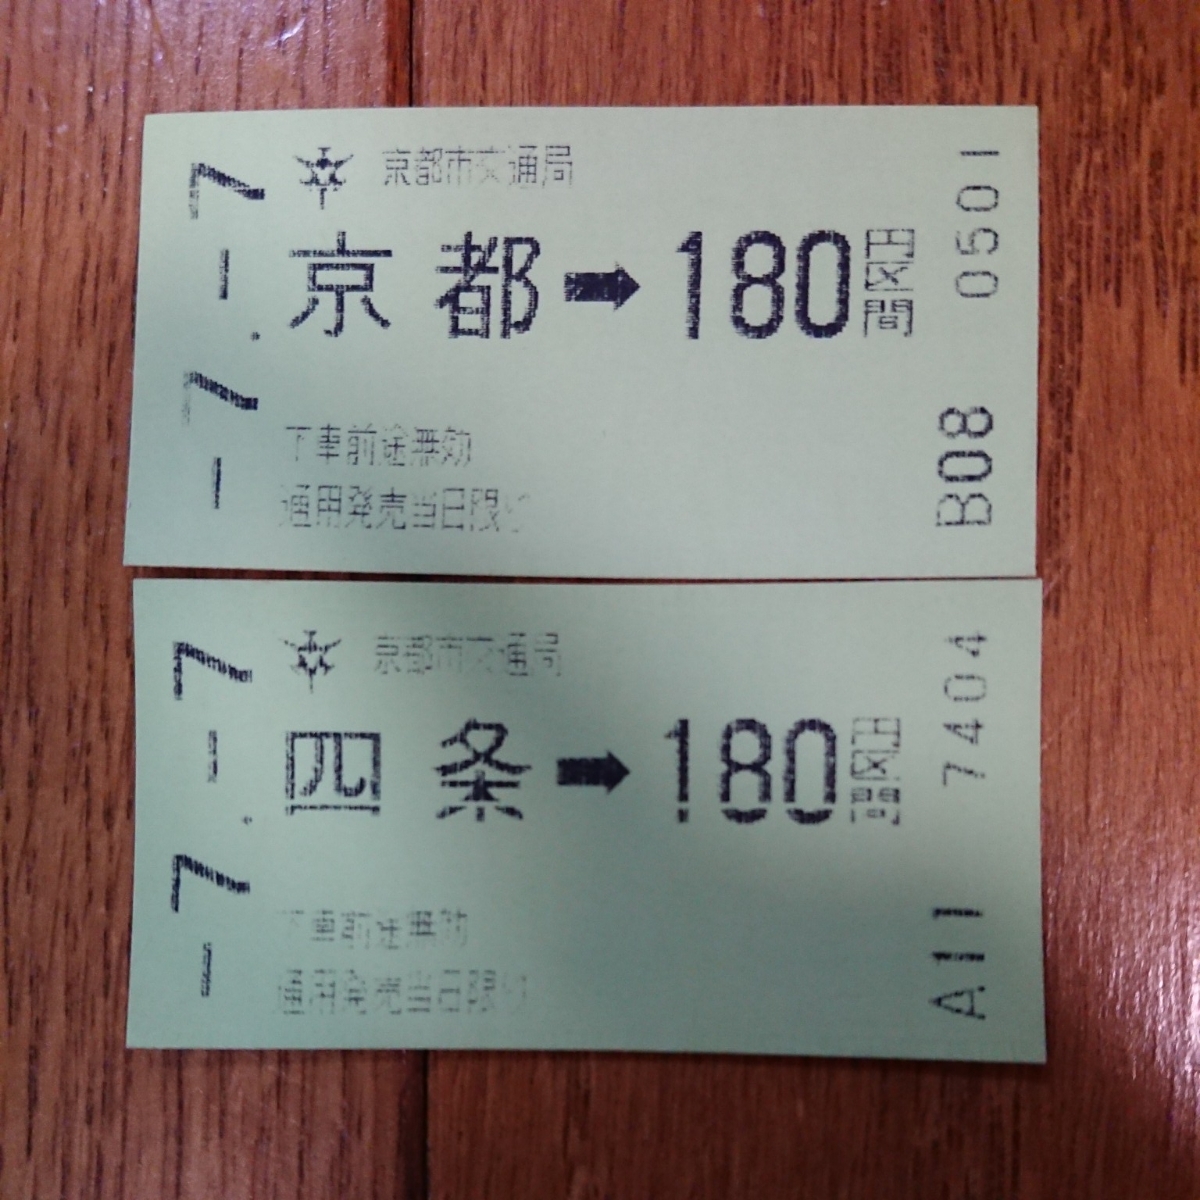 -7.-7
京都市交通局
京都➡180円区間
下車前途無効
通用発売当日限り
B08 0501
-7.-7
京都市交通局
四条➡180円区間
下車前途無効
通用発売当日限り
A11 7404